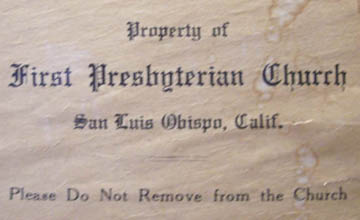 Property of
First Presbyterian Church
San Luis Obispo, Calif.
Please Do Not Remove from the Church